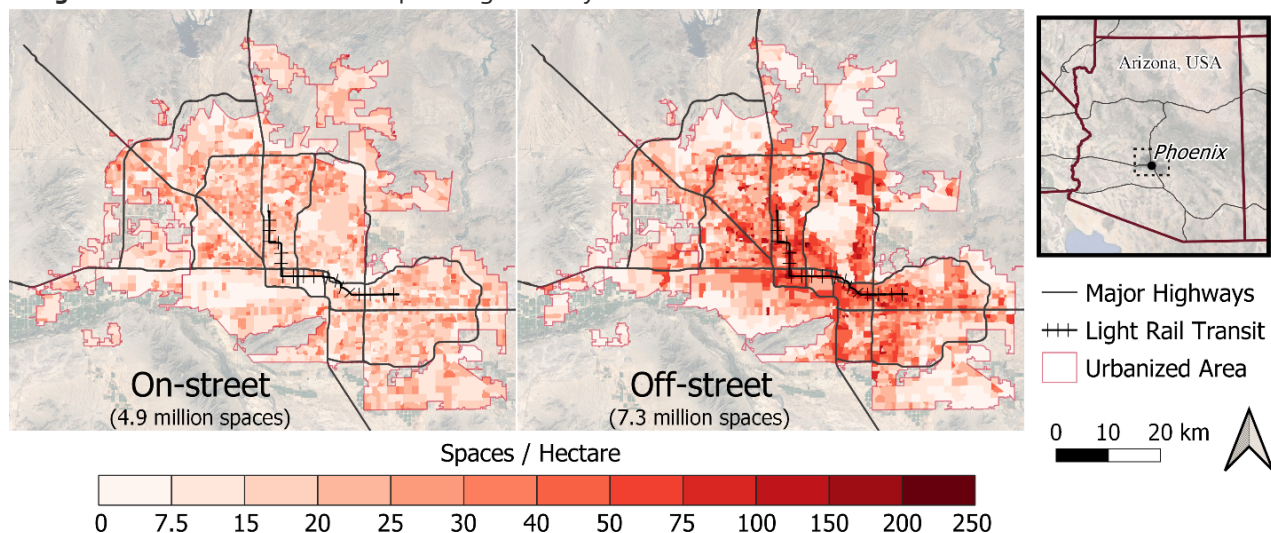 Arizona, USA
Phoenix
Major Highways
Light Rail Transit
Urbanized Area
0 10 20 km
On-street
(4.9 million spaces)
Off-street
(7.3 million spaces)
Spaces / Hectare
0 7.5 15 20 25 30 40 50 75 100 150 200 250